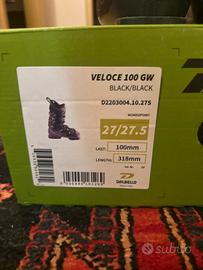 VELOCE 100 GW
BLACK/BLACK
D2203004.10.275
MONDOPOINT
27/27.5
LAST:
100mm
LENGTH:
318mm
DALBELLO
subito